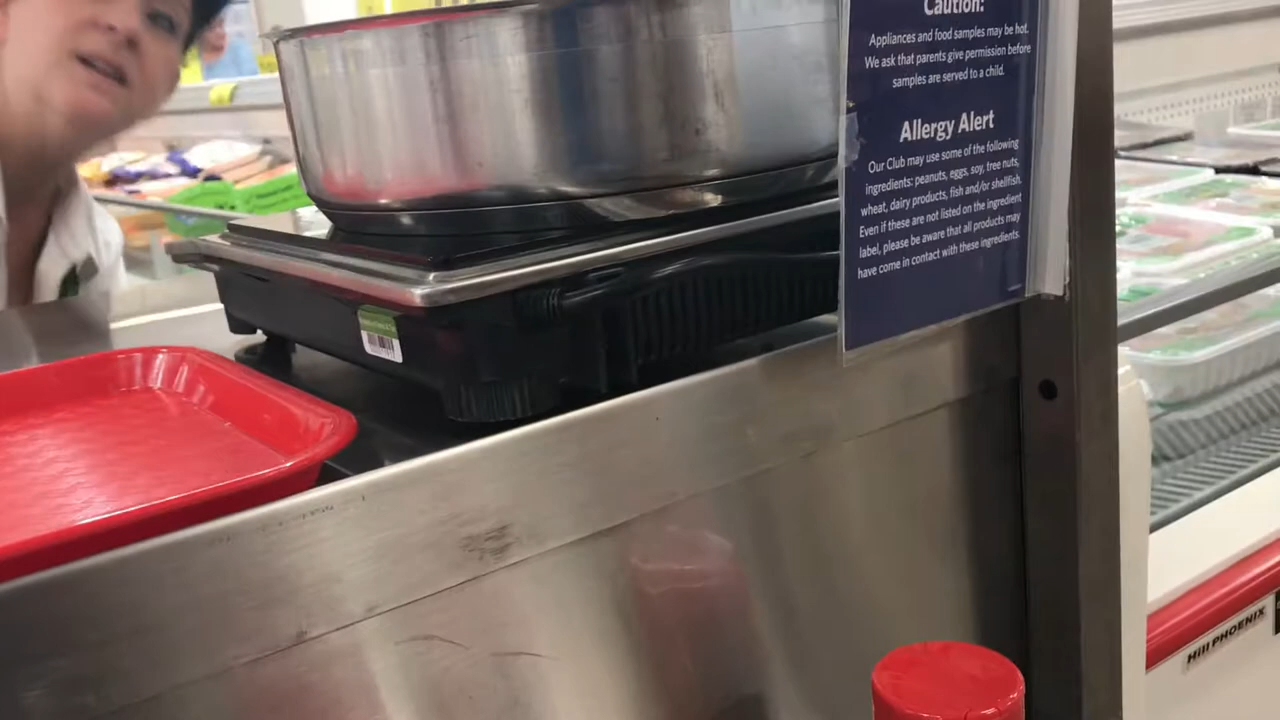 Caution:
Appliances and food samples may be hot.
We ask that parents give permission before
samples are served to a child.
Allergy Alert
Our Club may use some of the following
ingredients: peanuts, eggs, soy, tree nuts,
wheat, dairy products, fish and/or shellfish.
Even if these are not listed on the ingredient
label, please be aware that all products may
have come in contact with these ingredients.
Hill PHOENIX